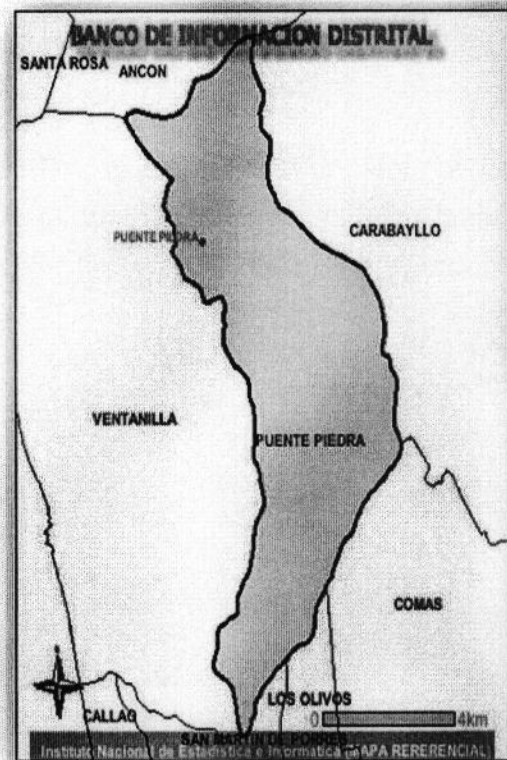 BANCO DE INFORMACION DISTRITAL
SANTA ROSA
ANCON
CARABAYLLO
PUENTE PIEDRA
VENTANILLA
PUENTE PIEDRA
COMAS
LOS OLIVOS
0 4km
CALLAO
SAN MARTIN DE PORRES
Instituto Nacional de Estadística e Informatica (MAPA RERERENCIAL)